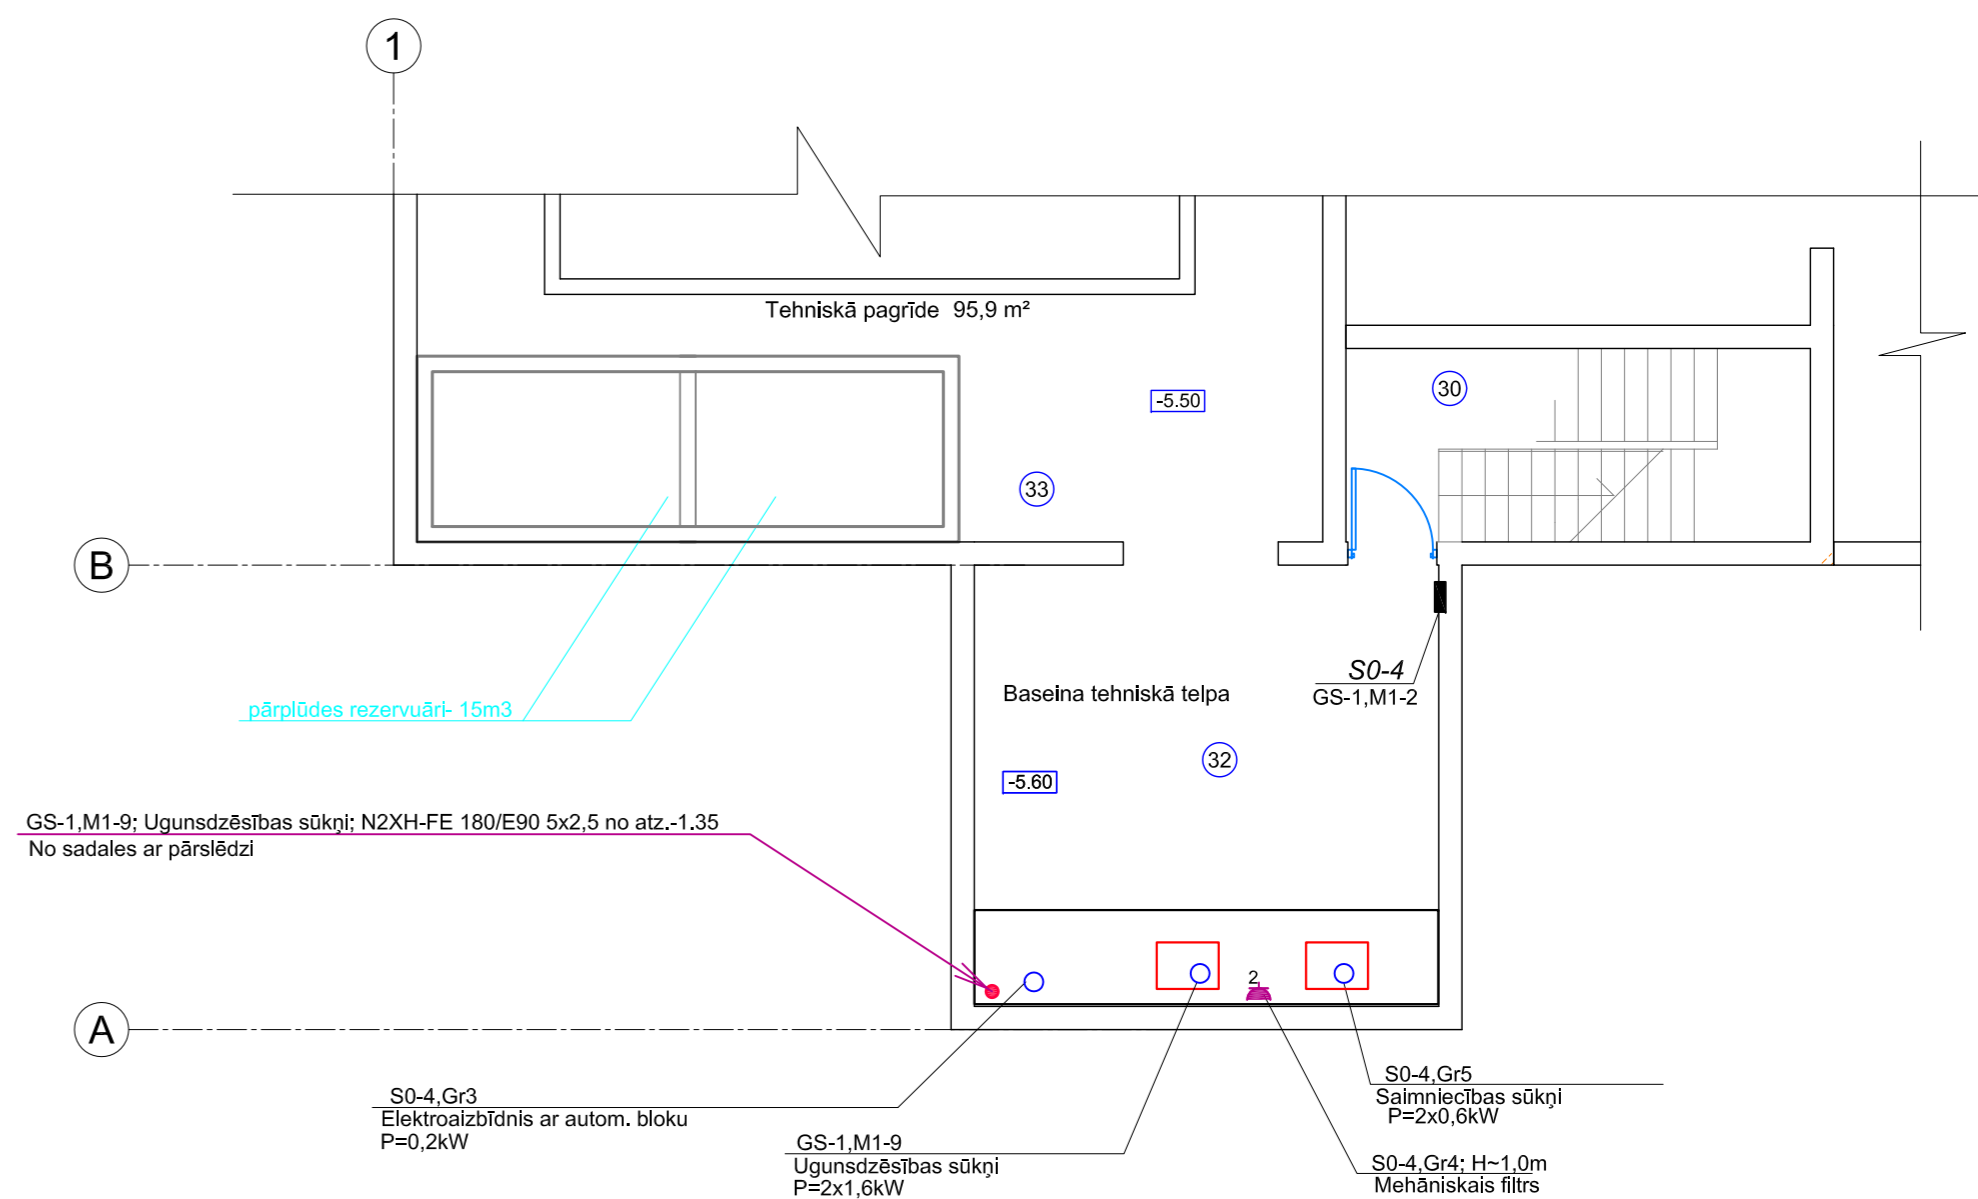 1
Tehniskā pagrīde 95,9 m²
30
-5.50
33
B
S0-4
GS-1,M1-2
Baseina tehniskā telpa
pārplūdes rezervuāri- 15m3
32
-5.60
GS-1,M1-9; Ugunsdzēsības sūkņi; N2XH-FE 180/E90 5x2,5 no atz.-1.35
No sadales ar pārslēdzi
2
A
S0-4,Gr3
Elektroaizbīdnis ar autom. bloku
P=0,2kW
GS-1,M1-9
Ugunsdzēsības sūkņi
P=2x1,6kW
S0-4,Gr5
Saimniecības sūkņi
P=2x0,6kW
S0-4,Gr4; H~1,0m
Mehāniskais filtrs